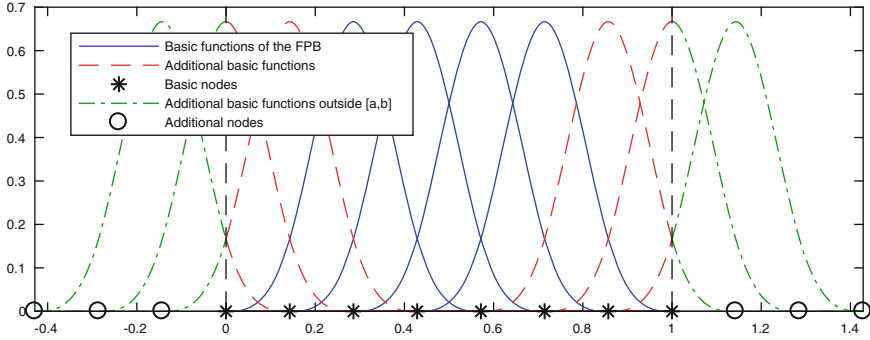 0.7
0.6
0.5
0.4
0.3
0.2
0.1
0
Basic functions of the FPB
Additional basic functions
Basic nodes
Additional basic functions outside [a,b]
Additional nodes
-0.4 -0.2 0 0.2 0.4 0.6 0.8 1 1.2 1.4